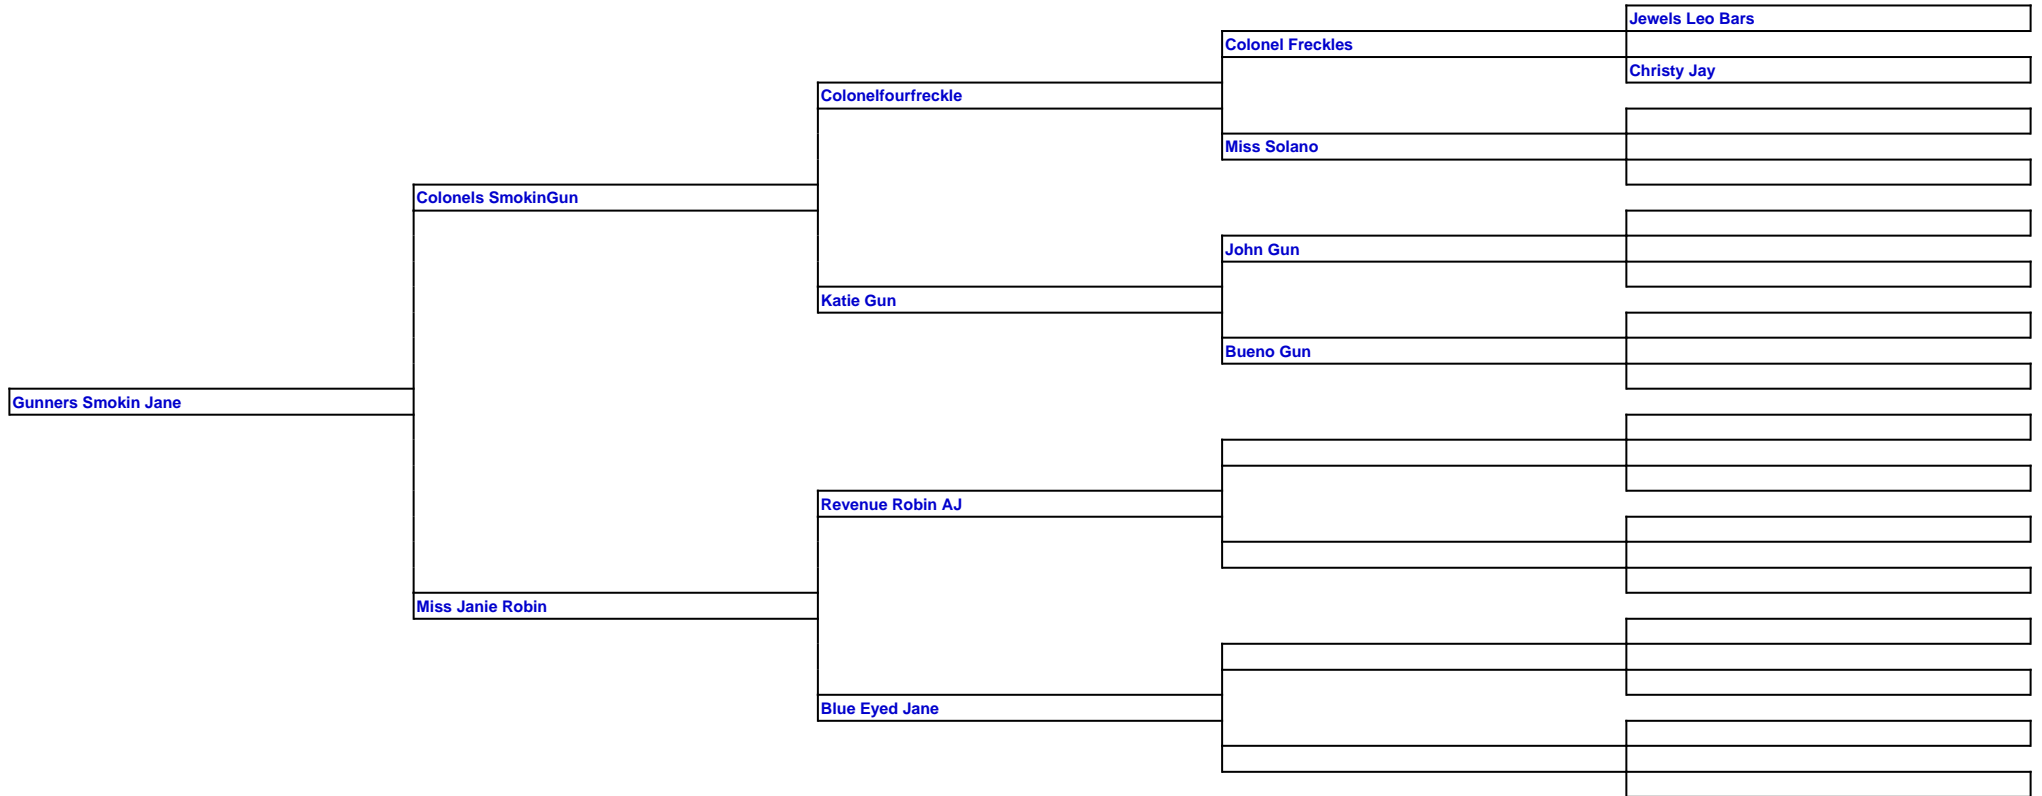 Jewels Leo Bars
Colonel Freckles
Christy Jay
Colonelfourfreckle
Miss Solano
Colonels SmokinGun
John Gun
Katie Gun
Bueno Gun
Gunners Smokin Jane
Revenue Robin AJ
Miss Janie Robin
Blue Eyed Jane